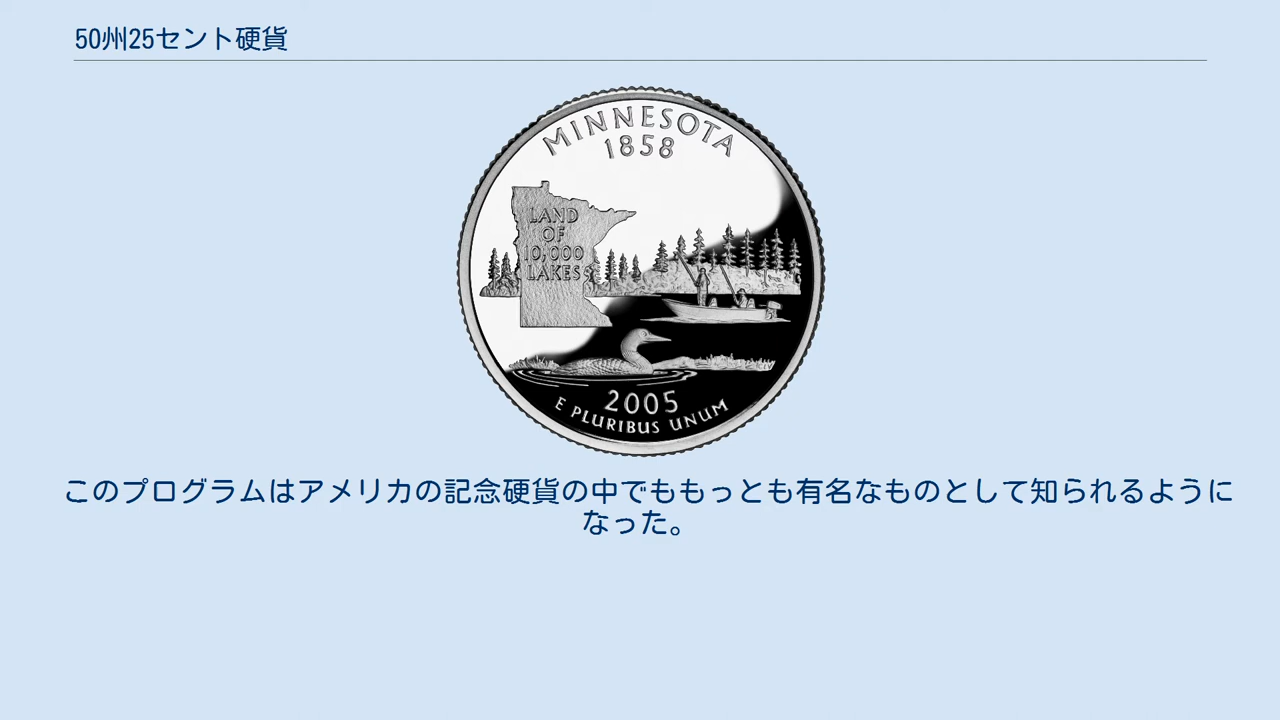 50州25セント硬貨
MINNESOTA
1858
LAND
OF
10,000
LAKES
2005
E PLURIBUS UNUM
このプログラムはアメリカの記念硬貨の中でももっとも有名なものとして知られるように
なった。